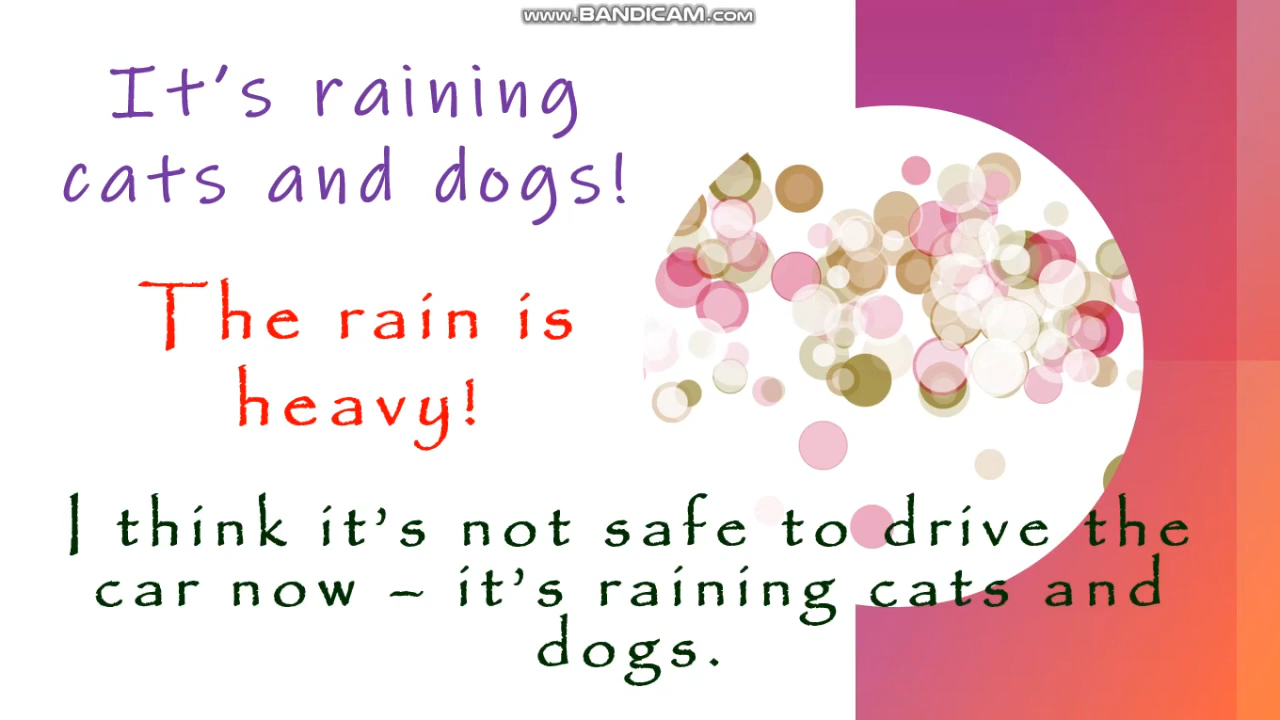 www.BANDICAM.com
It's raining
cats and dogs!
The rain is
heavy!
I think it's not safe to drive the
car now – it's raining cats and
dogs.